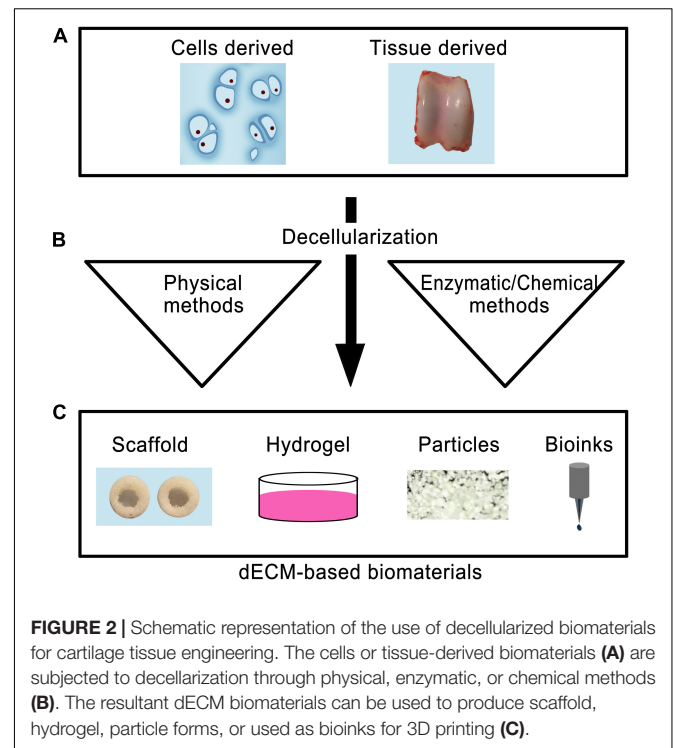 A
Cells derived Tissue derived
Decellularization
B
Physical
methods
Enzymatic/Chemical
methods
C
Scaffold Hydrogel Particles Bioinks
dECM-based biomaterials
FIGURE 2 | Schematic representation of the use of decellularized biomaterials
for cartilage tissue engineering. The cells or tissue-derived biomaterials (A) are
subjected to decellarization through physical, enzymatic, or chemical methods
(B). The resultant dECM biomaterials can be used to produce scaffold,
hydrogel, particle forms, or used as bioinks for 3D printing (C).